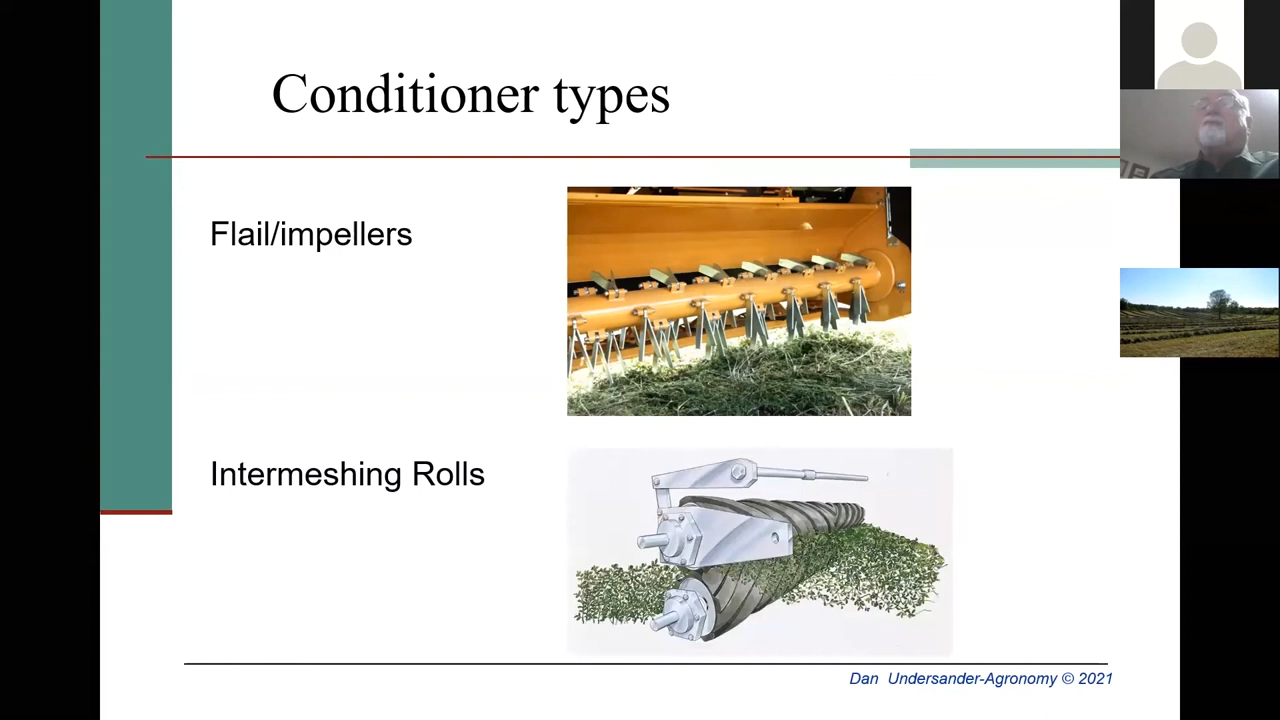 Conditioner types
Flail/impellers
Intermeshing Rolls
Dan Undersander-Agronomy © 2021